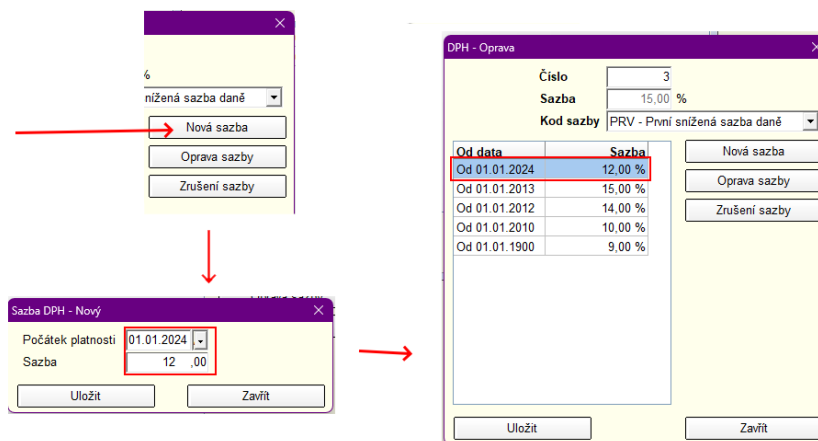 %
nížená sazba daně
Nová sazba
Oprava sazby
Zrušení sazby
Sazba DPH - Nový
Počátek platnosti 01.01.2024
Sazba 12 ,00
Uložit Zavřít
DPH - Oprava
Číslo 3
Sazba 15,00 %
Kod sazby PRV - První snížená sazba daně
Od data Sazba
Od 01.01.2024 12,00 %
Od 01.01.2013 15,00 %
Od 01.01.2012 14,00 %
Od 01.01.2010 10,00 %
Od 01.01.1900 9,00 %
Nová sazba
Oprava sazby
Zrušení sazby
Uložit Zavřít